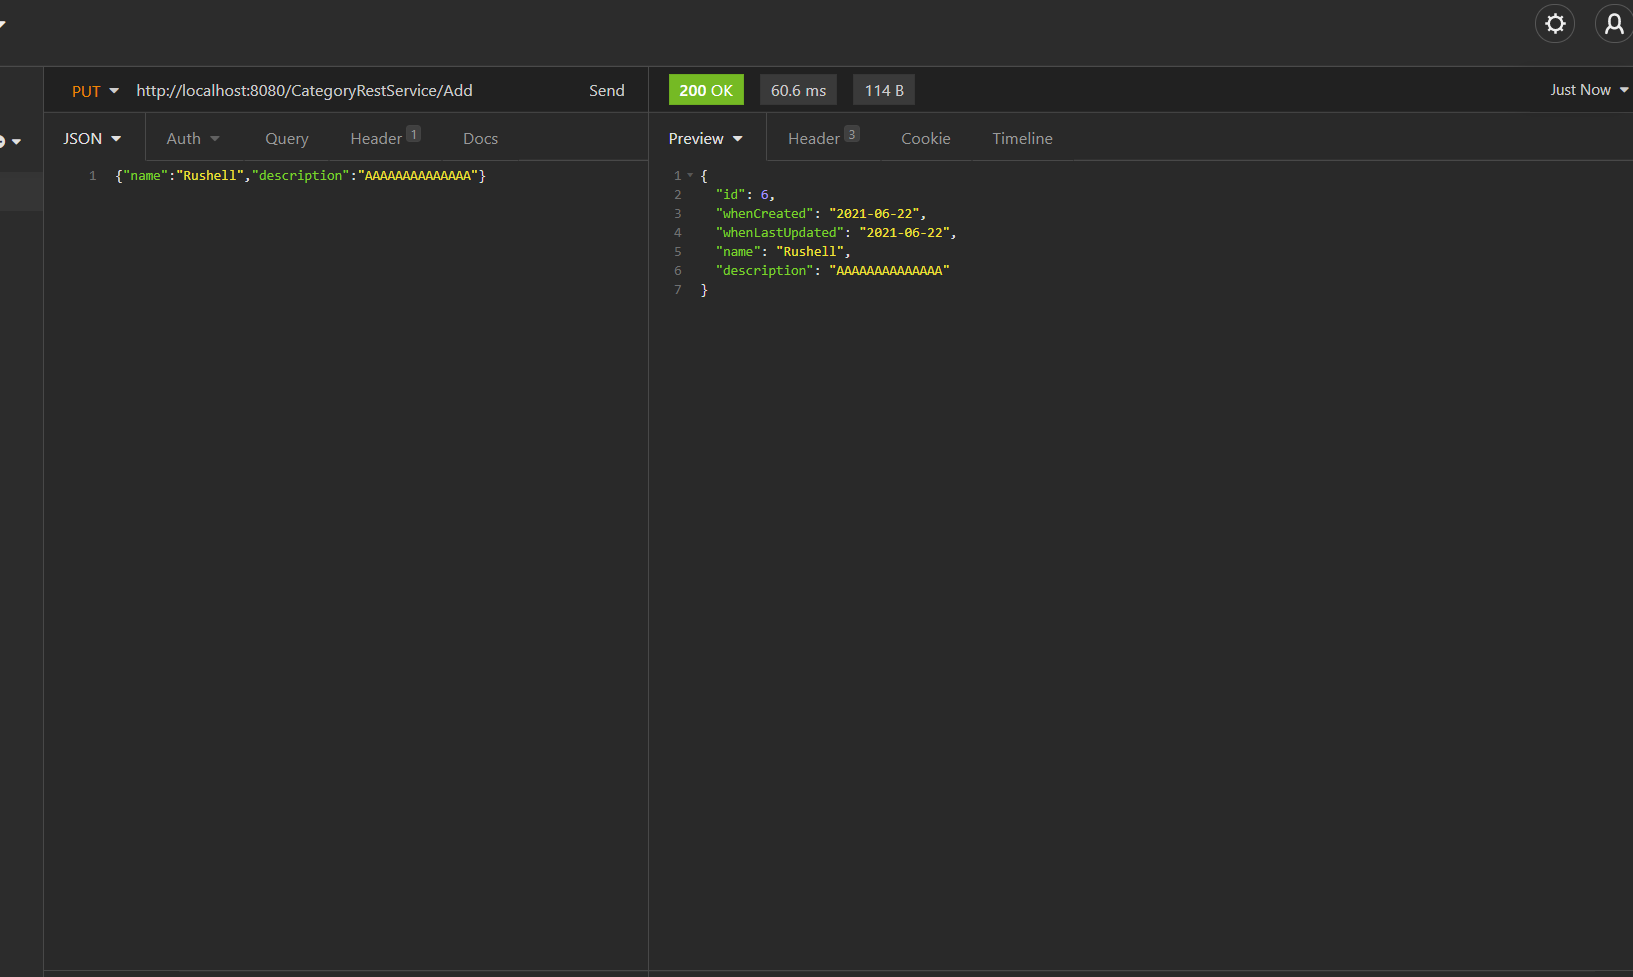 PUT http://localhost:8080/CategoryRestService/Add Send
JSON Auth Query Header 1 Docs
1 {"name":"Rushell","description":"AAAAAAAAAAAAAA"}
200 OK 60.6 ms 114 B Just Now
Preview Header 3 Cookie Timeline
1 {
2 "id": 6,
3 "whenCreated": "2021-06-22",
4 "whenLastUpdated": "2021-06-22",
5 "name": "Rushell",
6 "description": "AAAAAAAAAAAAAA"
7 }